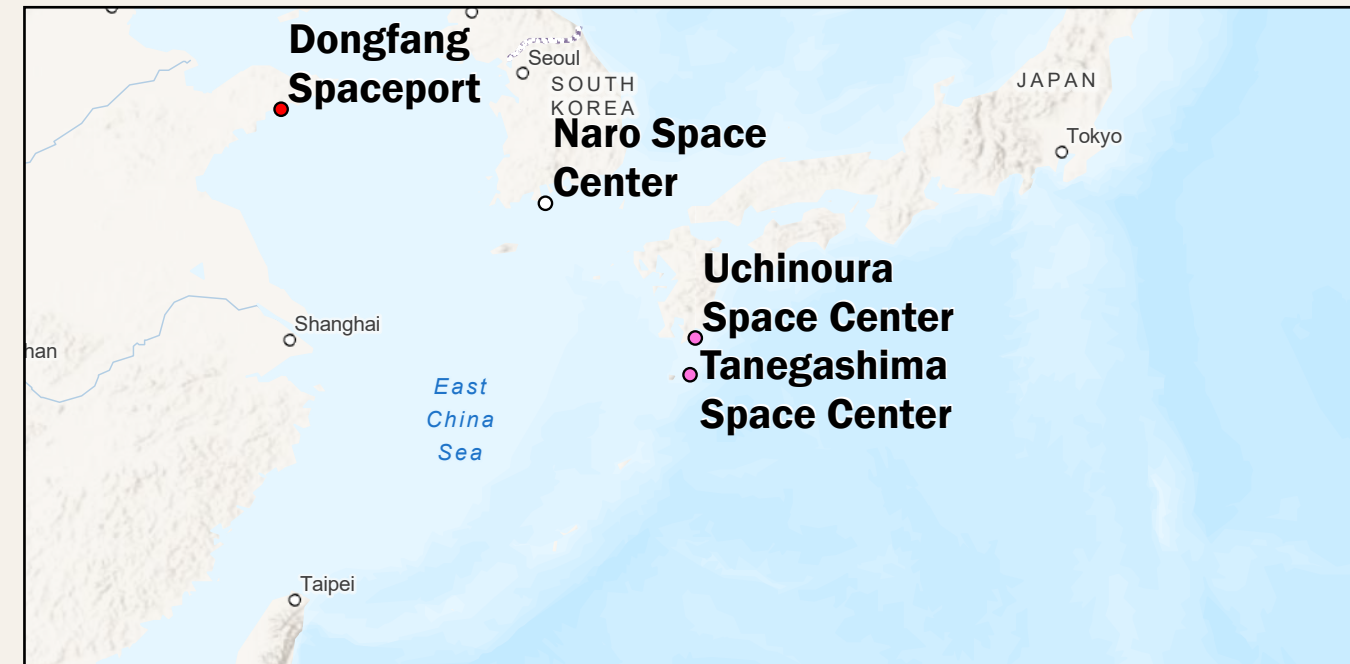 Dongfang
Spaceport
Seoul
SOUTH
KOREA
JAPAN
Tokyo
Naro Space
Center
Uchinoura
Space Center
Tanegashima
Space Center
Shanghai
han
East
China
Sea
Taipei